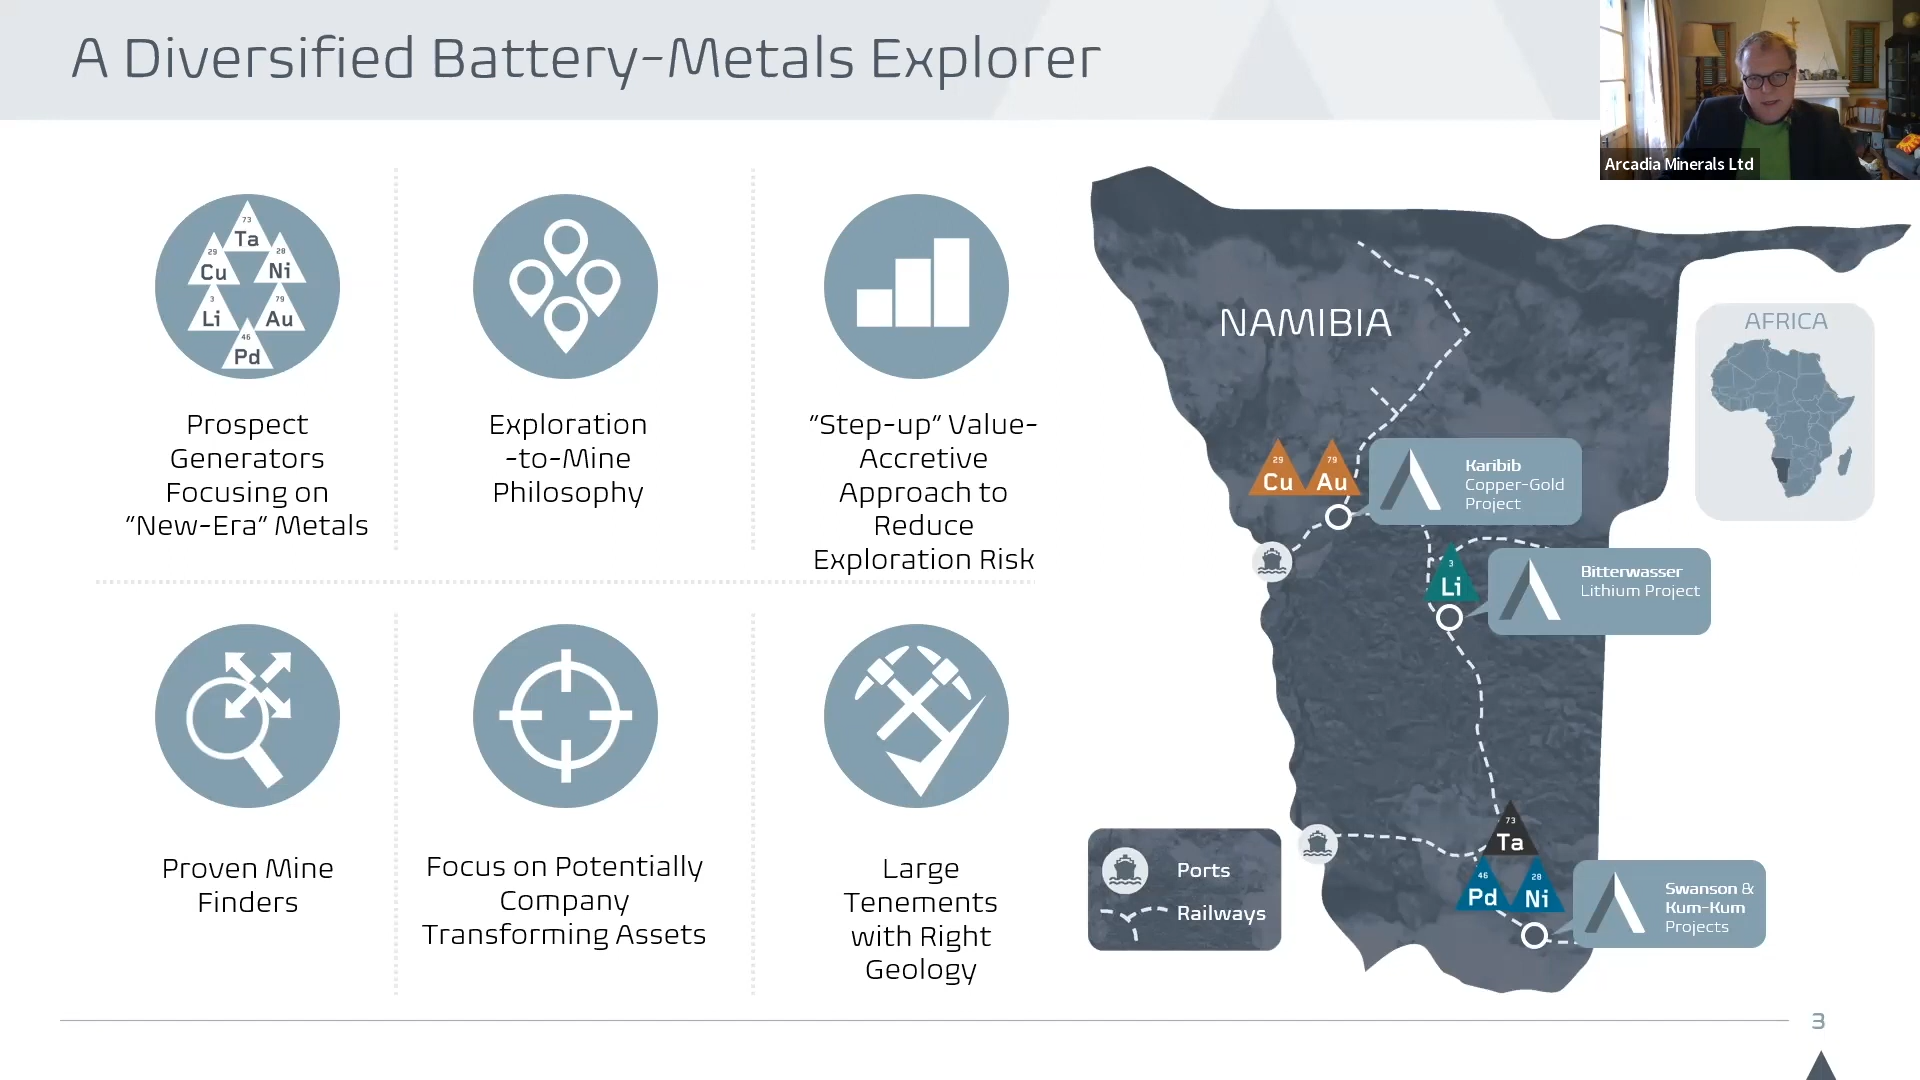 A Diversified Battery-Metals Explorer
Arcadia Minerals Ltd
73
Ta
29
Cu
28
Ni
3
Li
79
Au
46
Pd
Prospect
Generators
Focusing on
"New-Era" Metals
Exploration
-to-Mine
Philosophy
"Step-up" Value-
Accretive
Approach to
Reduce
Exploration Risk
Proven Mine
Finders
Focus on Potentially
Company
Transforming Assets
Large
Tenements
with Right
Geology
NAMIBIA
AFRICA
29
Cu
79
Au
Karibib
Copper-Gold
Project
3
Li
Bitterwasser
Lithium Project
73
Ta
46
Pd
28
Ni
Swanson &
Kum-Kum
Projects
Ports
Railways
3